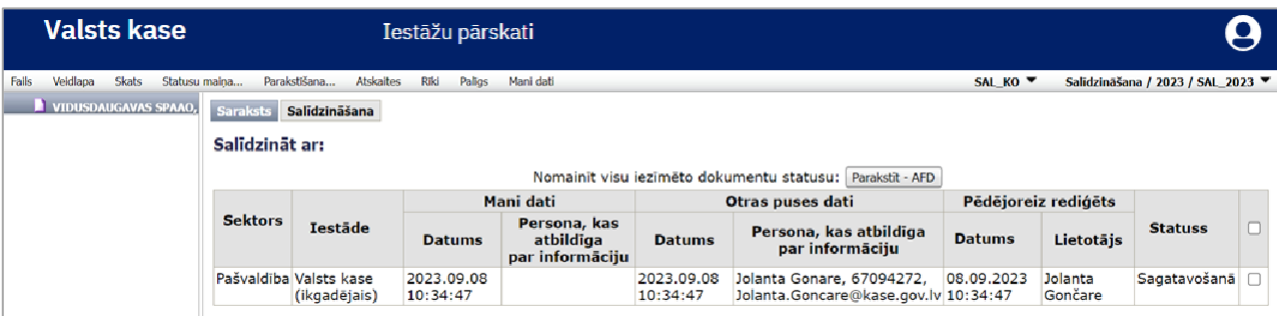 Valsts kase Iestāžu pārskati
Fails Veidlapa Skats Statusu maiņa... Parakstīšana... Atskaites Rīki Palīgs Mani dati SAL_KO Salīdzināšana / 2023 / SAL_2023
VIDUSDAUGAVAS SPAAO, Saraksts Salīdzināšana
Salīdzināt ar:
Nomainīt visu iezīmēto dokumentu statusu: Parakstīt - AFD
Sektors Iestāde Mani dati Otras puses dati Pēdējoreiz rediģēts Statuss
Datums Persona, kas atbildīga par informāciju Datums Persona, kas atbildīga par informāciju Datums Lietotājs
Pašvaldība Valsts kase 2023.09.08 2023.09.08 Jolanta Gonare, 67094272, 08.09.2023 Jolanta Sagatavošanā
(ikgadējais) 10:34:47 10:34:47 Jolanta.Goncare@kase.gov.lv 10:34:47 Gončare